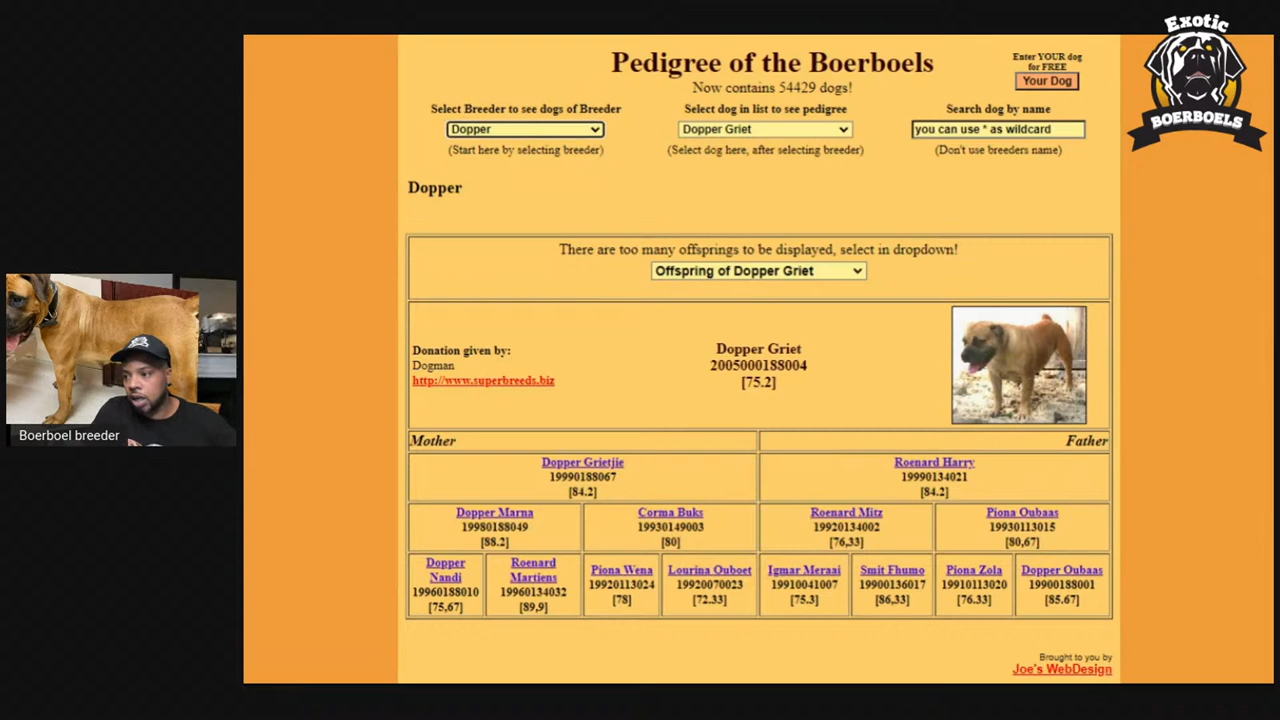 Exotic
BOERBOELS
Pedigree of the Boerboels
Now contains 54429 dogs!
Enter YOUR dog
for FREE
Your Dog
Select Breeder to see dogs of Breeder
Dopper
(Start here by selecting breeder)
Select dog in list to see pedigree
Dopper Griet
(Select dog here, after selecting breeder)
Search dog by name
you can use * as wildcard
(Don't use breeders name)
Dopper
There are too many offsprings to be displayed, select in dropdown!
Offspring of Dopper Griet
Donation given by:
Dogman
http://www.superbreeds.biz
Dopper Griet
2005000188004
[75.2]
Mother
Father
Dopper Grietjie
19990188067
[84.2]
Roenard Harry
19990134021
[84.2]
Dopper Marna
19980188049
[88.2]
Corma Buks
19930149003
[80]
Roenard Mitz
19920134002
[76,33]
Piona Oubaas
19930113015
[80,67]
Dopper
Nandi
19960188010
[75,67]
Roenard
Martiens
19960134032
[89,9]
Piona Wena
19920113024
[78]
Lourina Ouboet
19920070023
[72.33]
Igmar Meraai
19910041007
[75.3]
Smit Fhumo
19900136017
[86,33]
Piona Zola
19910113020
[76.33]
Dopper Oubaas
19900188001
[85.67]
Brought to you by
Joe's WebDesign
Boerboel breeder